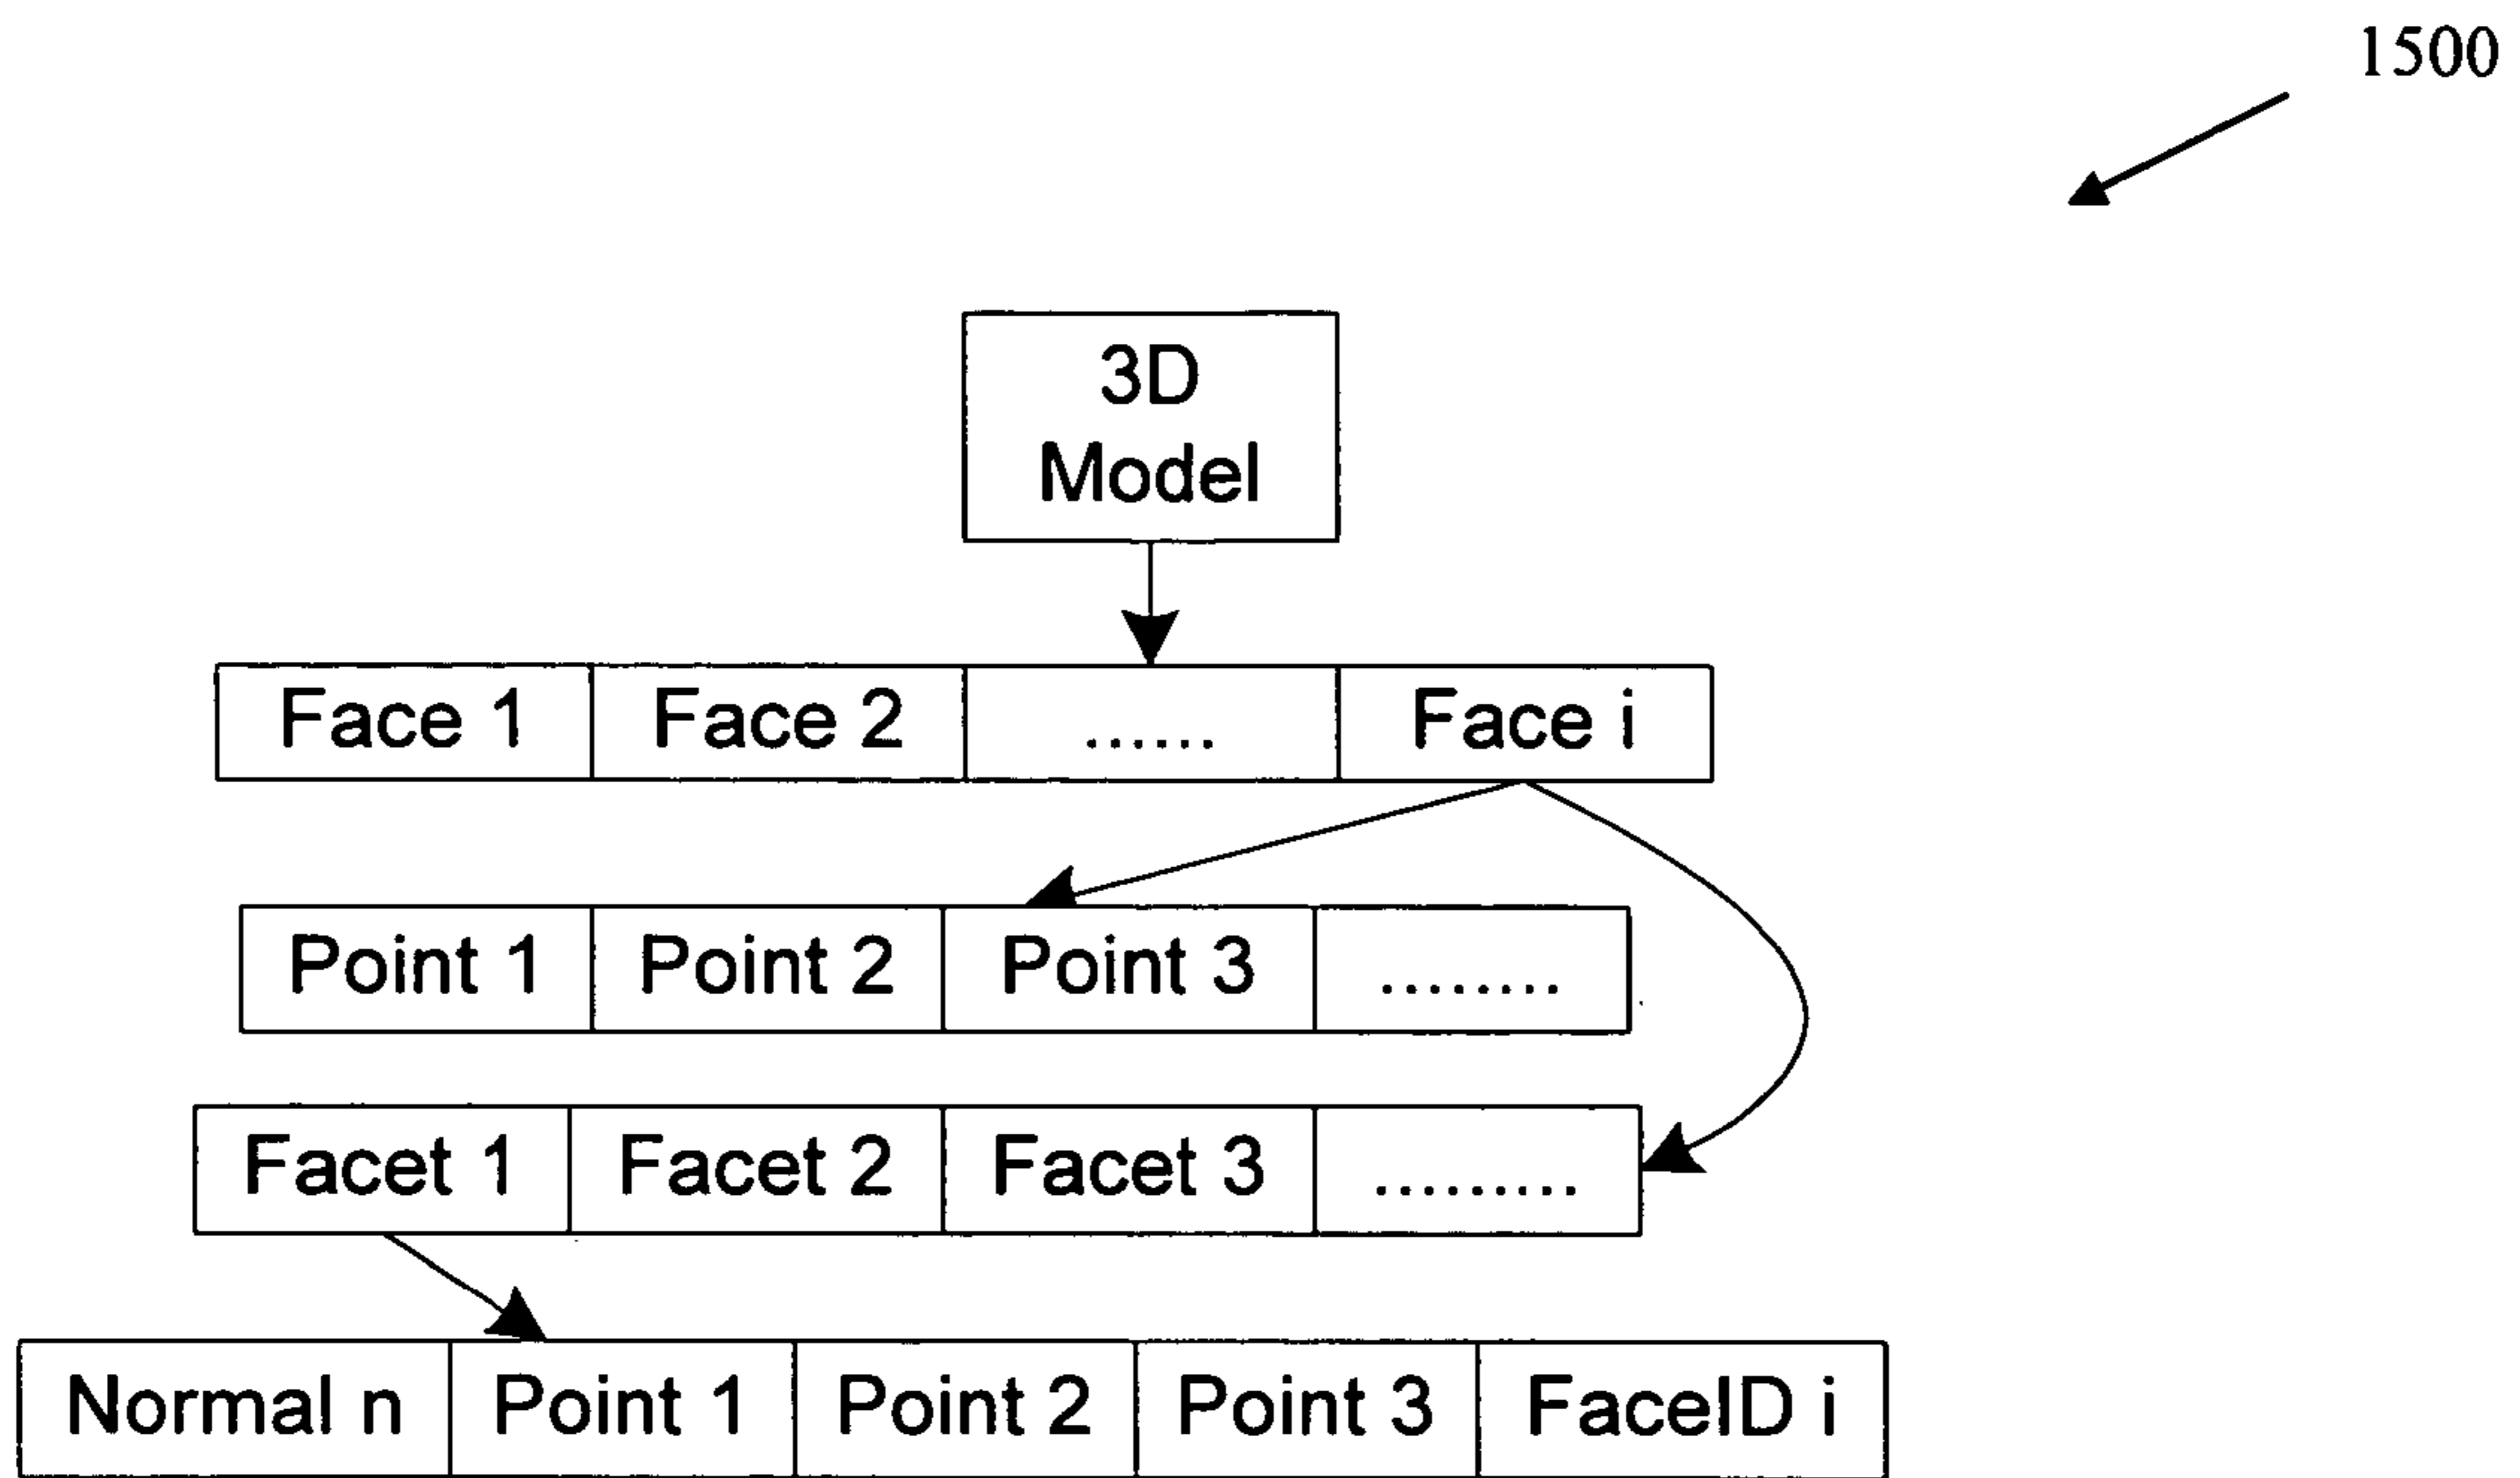 1500
3D
Model
Face 1 Face 2 ...... Face i
Point 1 Point 2 Point 3 ........
Facet 1 Facet 2 Facet 3 .........
Normal n Point 1 Point 2 Point 3 FaceID i